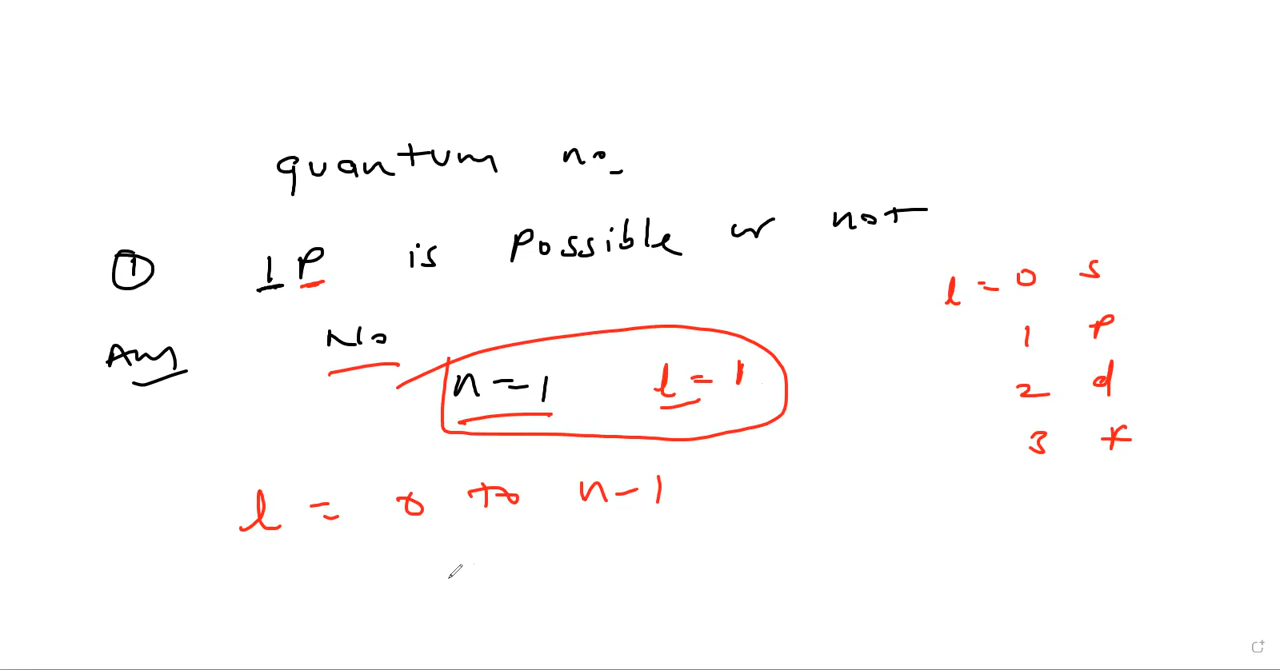 quantum no.
① 1P is possible or not
Ans No
n = 1 l = 1
l = 0 to n-1
l = 0 s
1 p
2 d
3 f